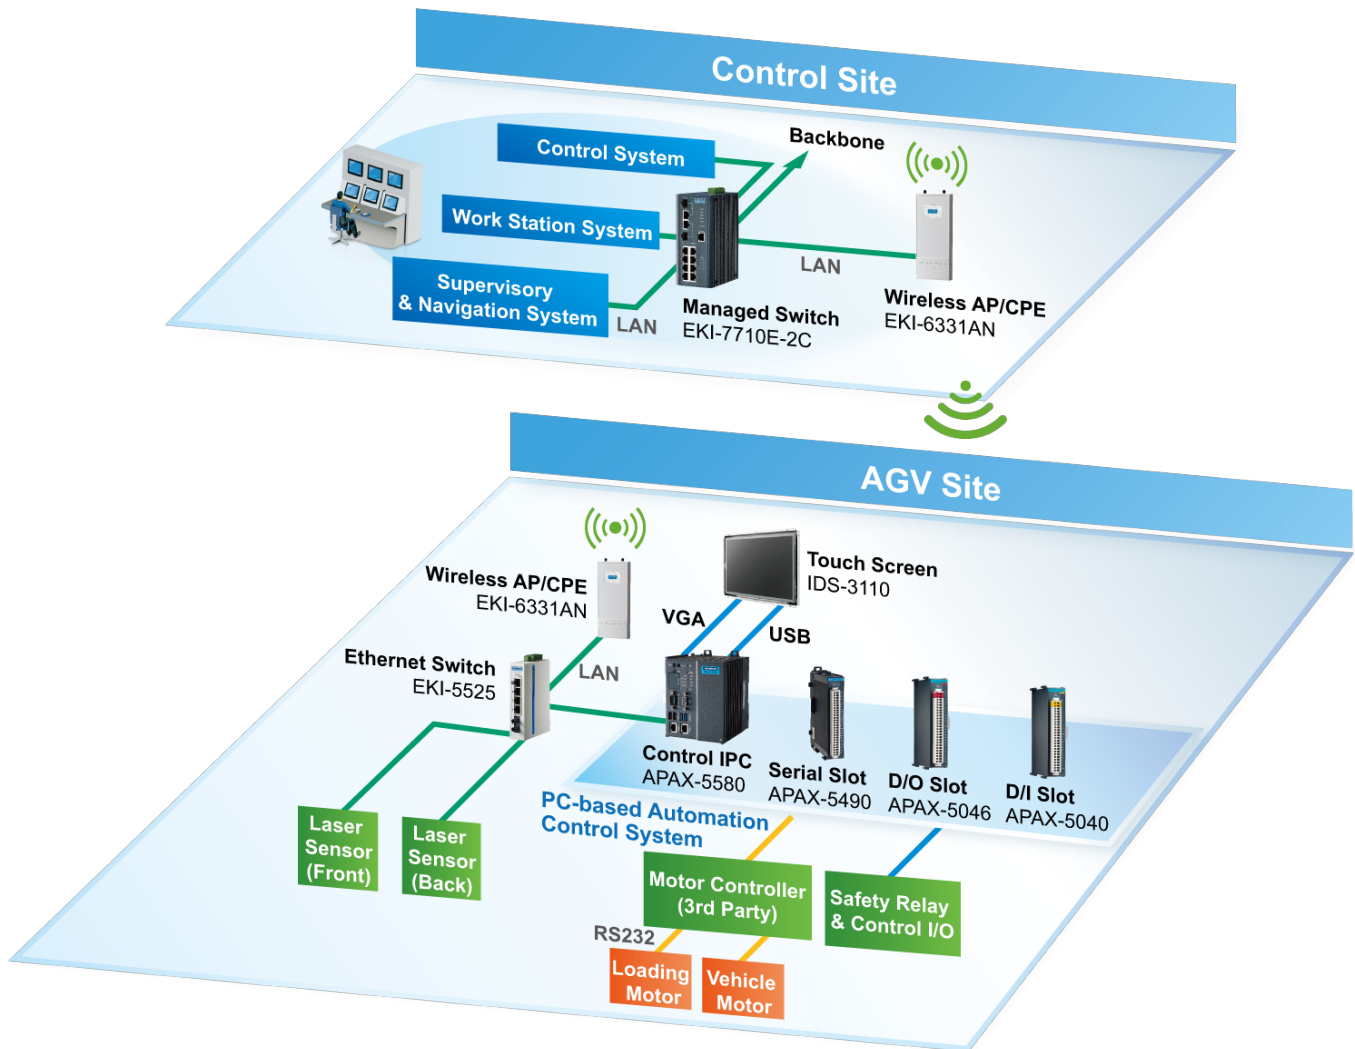 Control Site
Backbone
Control System
Work Station System
Supervisory
& Navigation System
LAN
LAN
Managed Switch
EKI-7710E-2C
Wireless AP/CPE
EKI-6331AN
AGV Site
Wireless AP/CPE
EKI-6331AN
Touch Screen
IDS-3110
VGA
USB
Ethernet Switch
EKI-5525
LAN
Control IPC
APAX-5580
Serial Slot
APAX-5490
D/O Slot
APAX-5046
D/I Slot
APAX-5040
PC-based Automation
Control System
Laser
Sensor
(Front)
Laser
Sensor
(Back)
Motor Controller
(3rd Party)
Safety Relay
& Control I/O
RS232
Loading
Motor
Vehicle
Motor